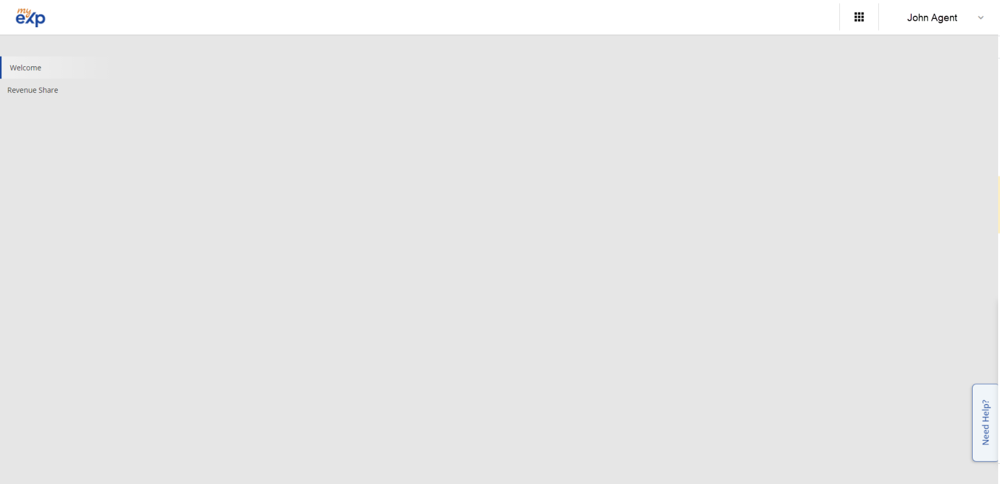 my
exp
John Agent
Welcome
Revenue Share
Need Help?